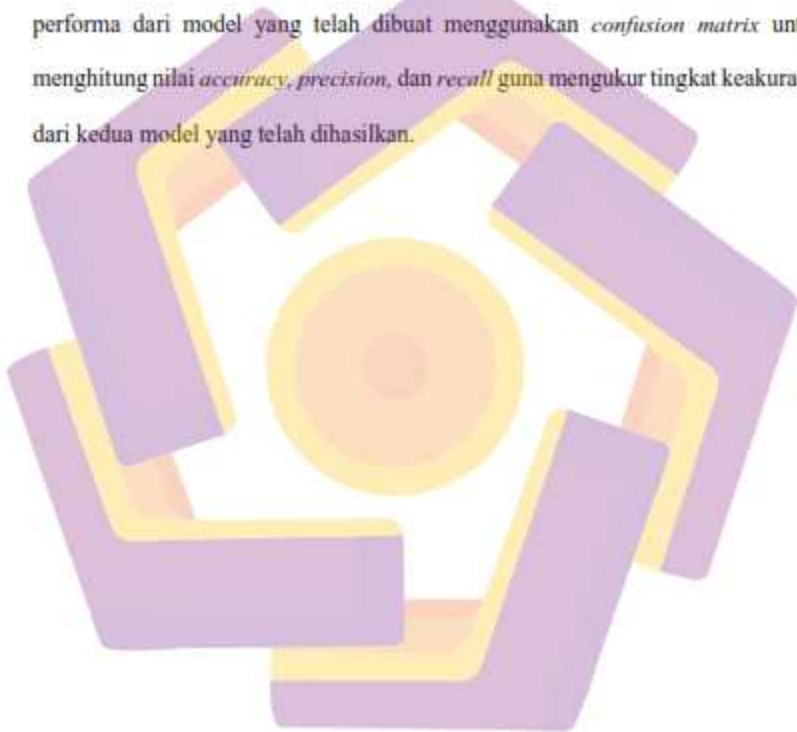 performa dari model yang telah dibuat menggunakan confusion matrix unt
menghitung nilai accuracy, precision, dan recall guna mengukur tingkat keakura
dari kedua model yang telah dihasilkan.